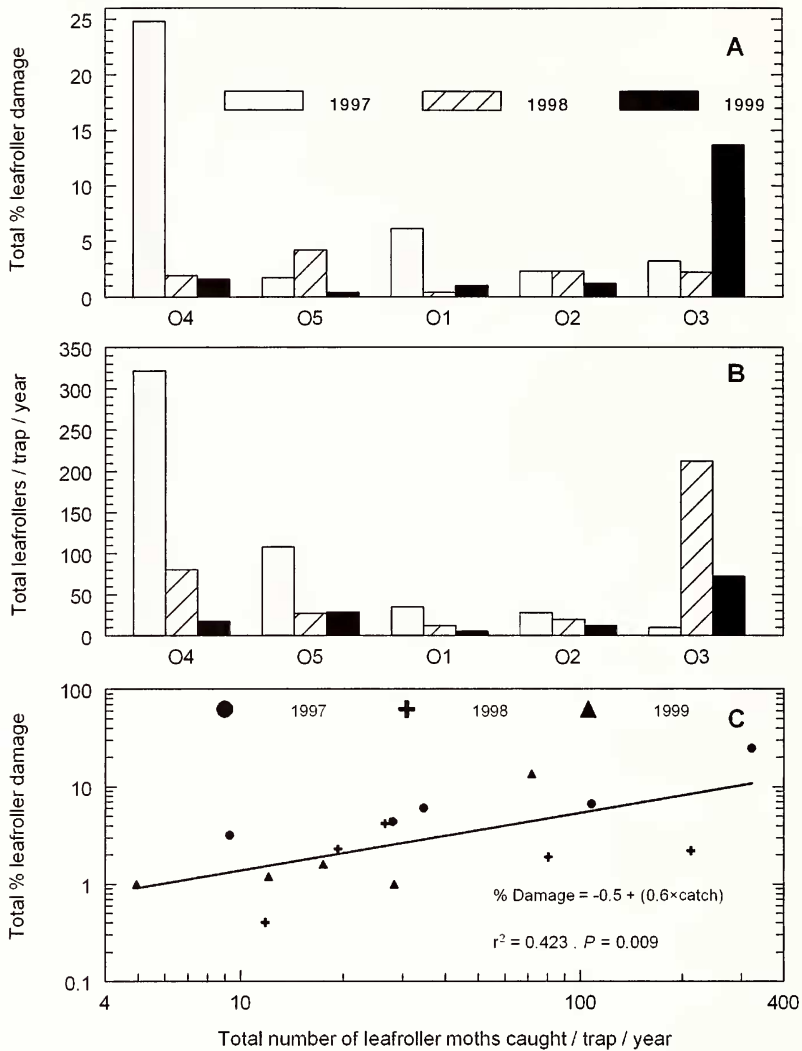 A
Total % leafroller damage
25
20
15
10
5
0
1997 1998 1999
O4 O5 O1 O2 O3
B
Total leafrollers / trap / year
350
300
250
200
150
100
50
0
O4 O5 O1 O2 O3
C
Total % leafroller damage
100
10
1
0.1
1997 1998 1999
% Damage = -0.5 + (0.6×catch)
r² = 0.423 . P = 0.009
4 10 100 400
Total number of leafroller moths caught / trap / year